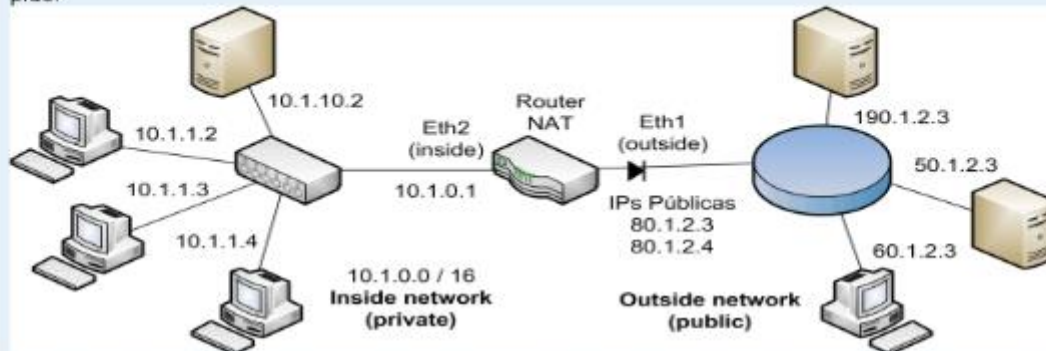 10.1.10.2
10.1.1.2
10.1.1.3
10.1.1.4
Eth2
(inside)
10.1.0.1
Router
NAT
Eth1
(outside)
IPs Públicas
80.1.2.3
80.1.2.4
190.1.2.3
50.1.2.3
60.1.2.3
10.1.0.0 / 16
Inside network
(private)
Outside network
(public)